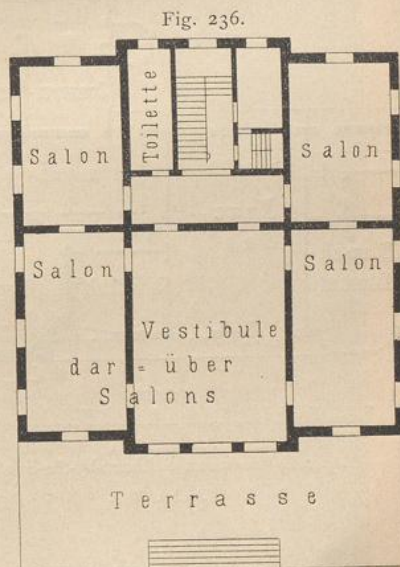 Fig. 236.
Toilette
Salon
Salon
Salon
Salon
Vestibule
dar = über
Salons
Terrasse